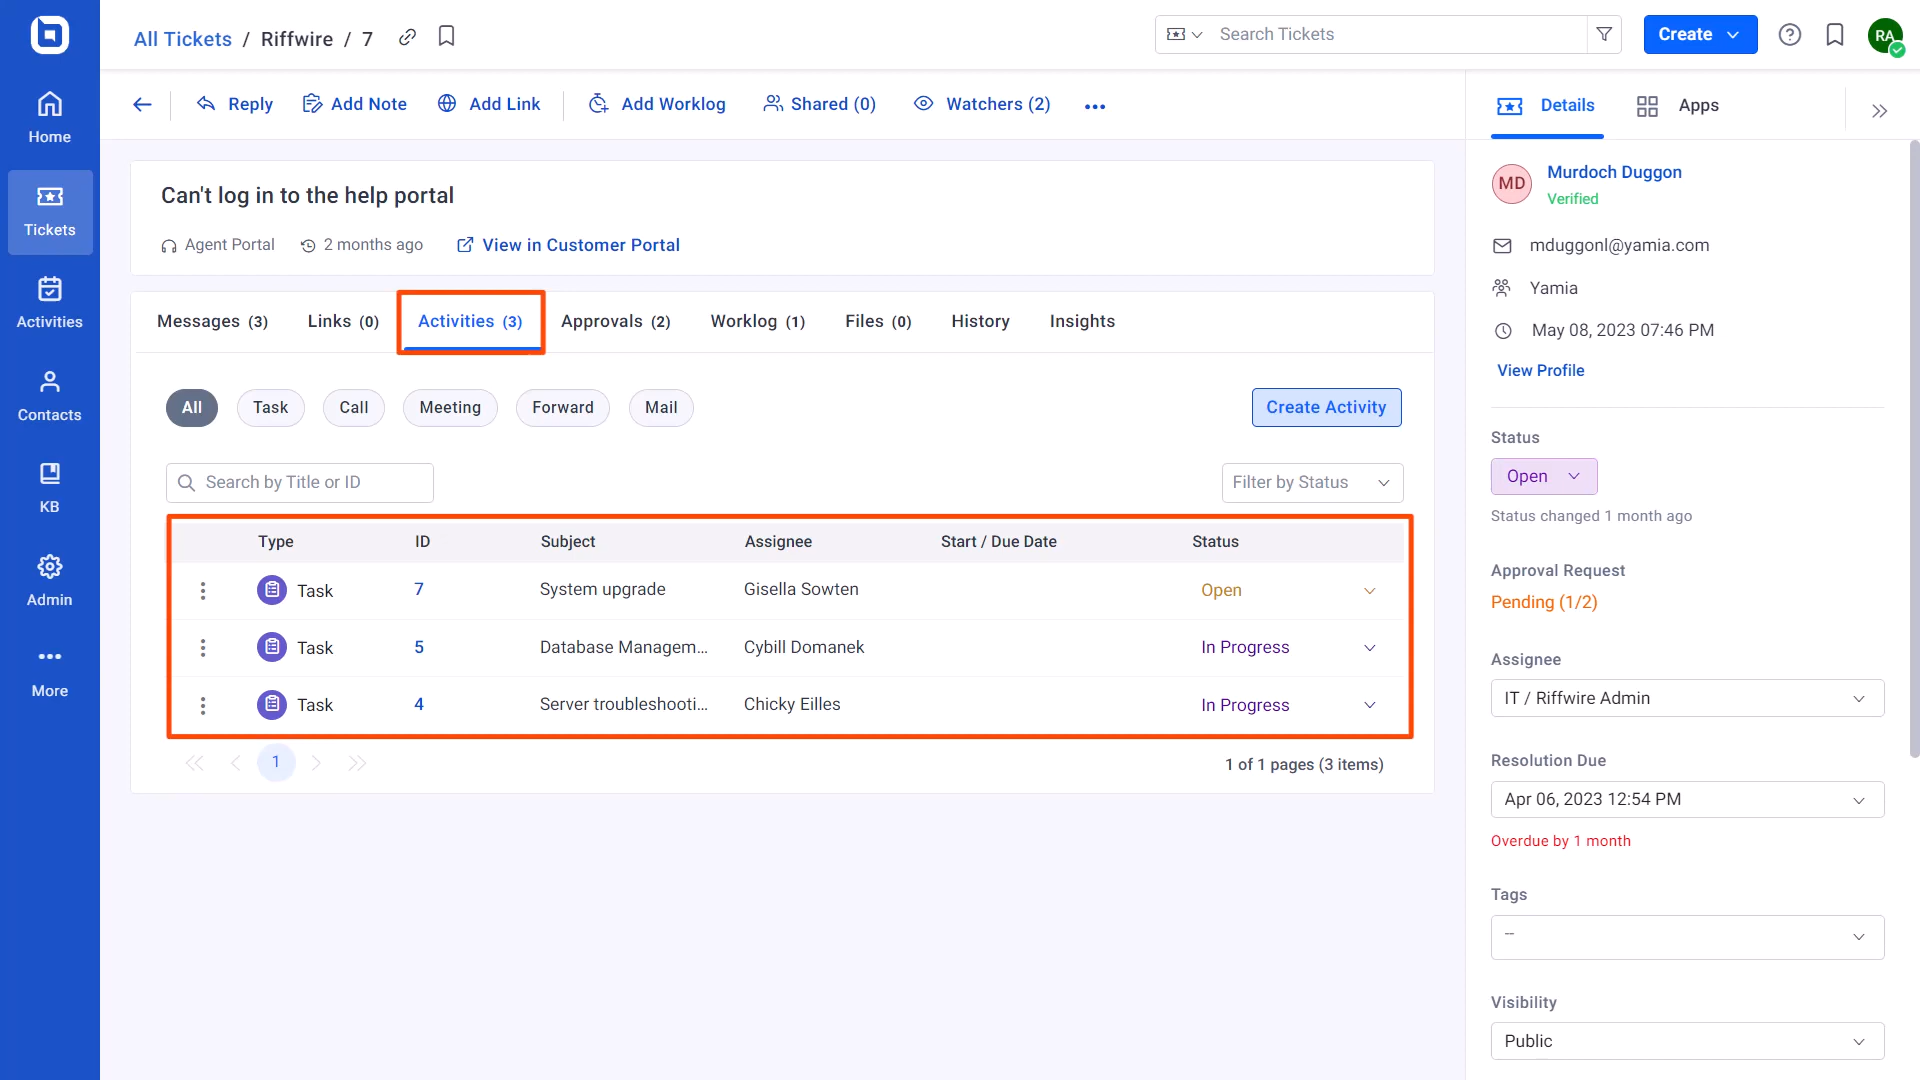 All Tickets / Riffwire / 7
Search Tickets
Create
RA
Home
Tickets
Activities
Contacts
KB
Admin
More
Reply
Add Note
Add Link
Add Worklog
Shared (0)
Watchers (2)
Can't log in to the help portal
Agent Portal
2 months ago
View in Customer Portal
Messages (3)
Links (0)
Activities (3)
Approvals (2)
Worklog (1)
Files (0)
History
Insights
All
Task
Call
Meeting
Forward
Mail
Create Activity
Search by Title or ID
Filter by Status
Type ID Subject Assignee Start / Due Date Status
Task 7 System upgrade Gisella Sowten Open
Task 5 Database Managem... Cybill Domanek In Progress
Task 4 Server troubleshooti... Chicky Eilles In Progress
1
1 of 1 pages (3 items)
Details
Apps
MD
Murdoch Duggon
Verified
mduggonl@yamia.com
Yamia
May 08, 2023 07:46 PM
View Profile
Status
Open
Status changed 1 month ago
Approval Request
Pending (1/2)
Assignee
IT / Riffwire Admin
Resolution Due
Apr 06, 2023 12:54 PM
Overdue by 1 month
Tags
--
Visibility
Public